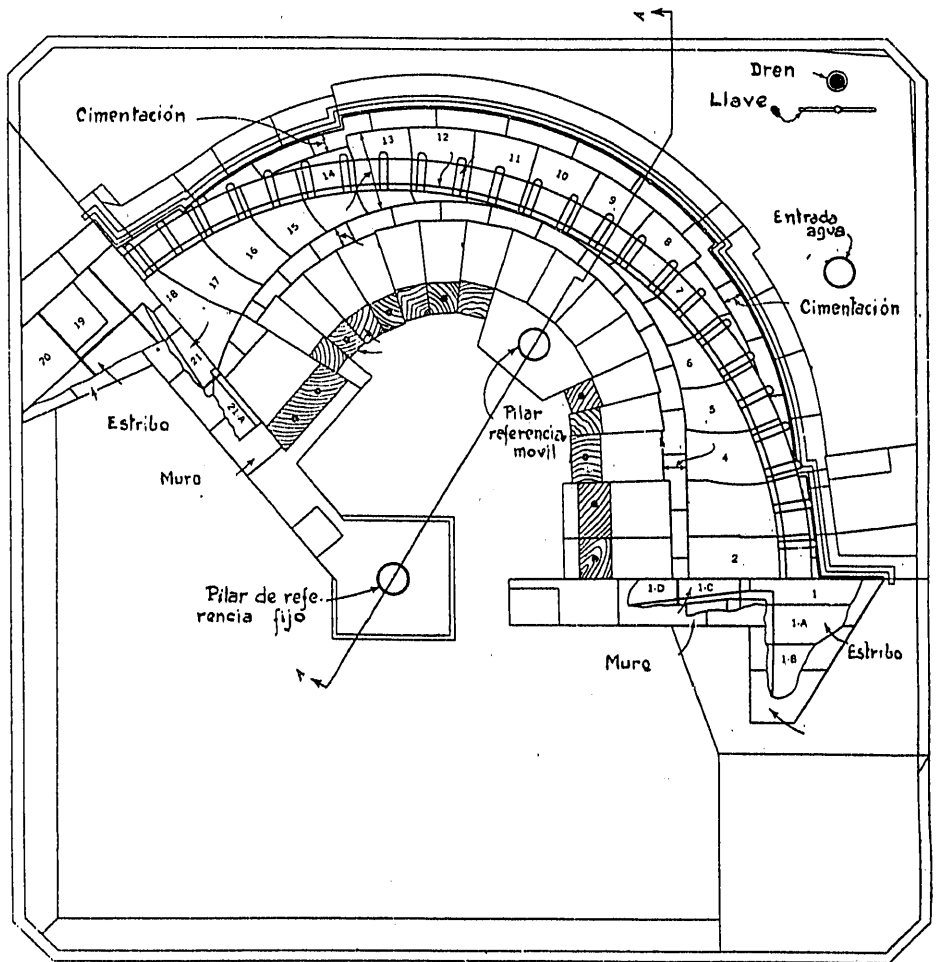 A
Dren
Llave
Cimentación
13
12
11
10
9
8
7
6
5
4
2
14
15
16
17
18
19
20
21
21.A
Entrada
agua
Cimentación
Estribo
Pilar
referencia
movil
Muro
Pilar de refe.
rencia fijo
1-D
1-C
1
1-A
1-B
Muro
Estribo
A